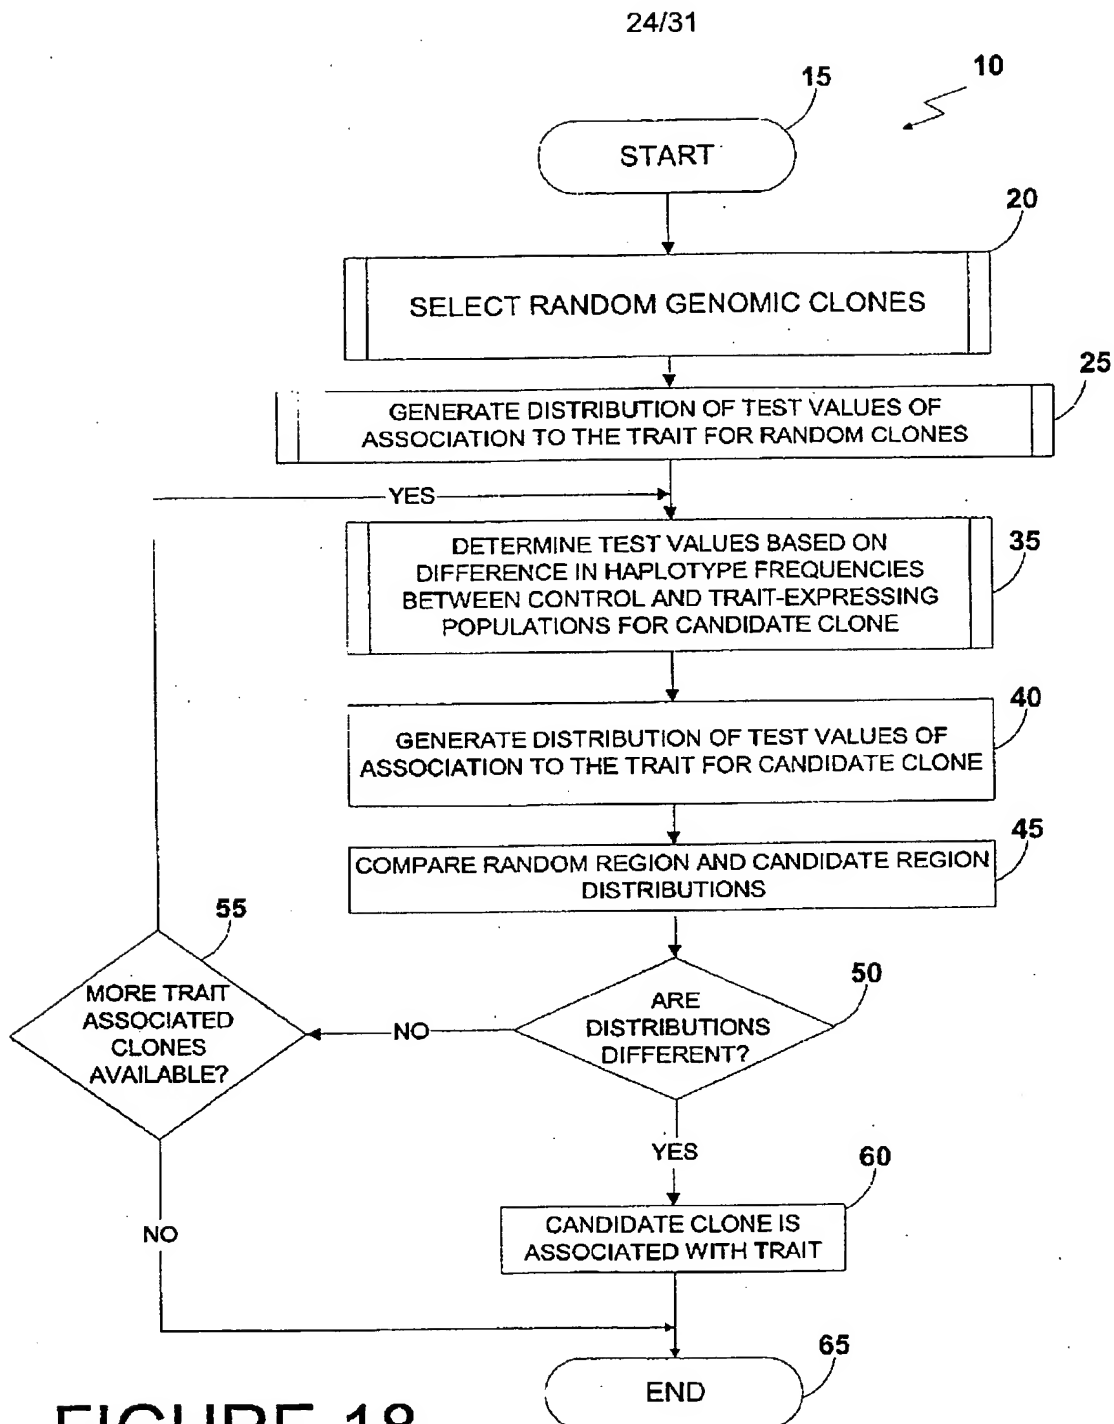 24/31
10
15
START
20
SELECT RANDOM GENOMIC CLONES
25
GENERATE DISTRIBUTION OF TEST VALUES OF
ASSOCIATION TO THE TRAIT FOR RANDOM CLONES
YES
DETERMINE TEST VALUES BASED ON
DIFFERENCE IN HAPLOTYPE FREQUENCIES
BETWEEN CONTROL AND TRAIT-EXPRESSING
POPULATIONS FOR CANDIDATE CLONE
35
40
GENERATE DISTRIBUTION OF TEST VALUES OF
ASSOCIATION TO THE TRAIT FOR CANDIDATE CLONE
45
COMPARE RANDOM REGION AND CANDIDATE REGION
DISTRIBUTIONS
55
MORE TRAIT
ASSOCIATED
CLONES
AVAILABLE?
NO
50
ARE
DISTRIBUTIONS
DIFFERENT?
YES
60
NO
CANDIDATE CLONE IS
ASSOCIATED WITH TRAIT
65
END
FIGURE 18